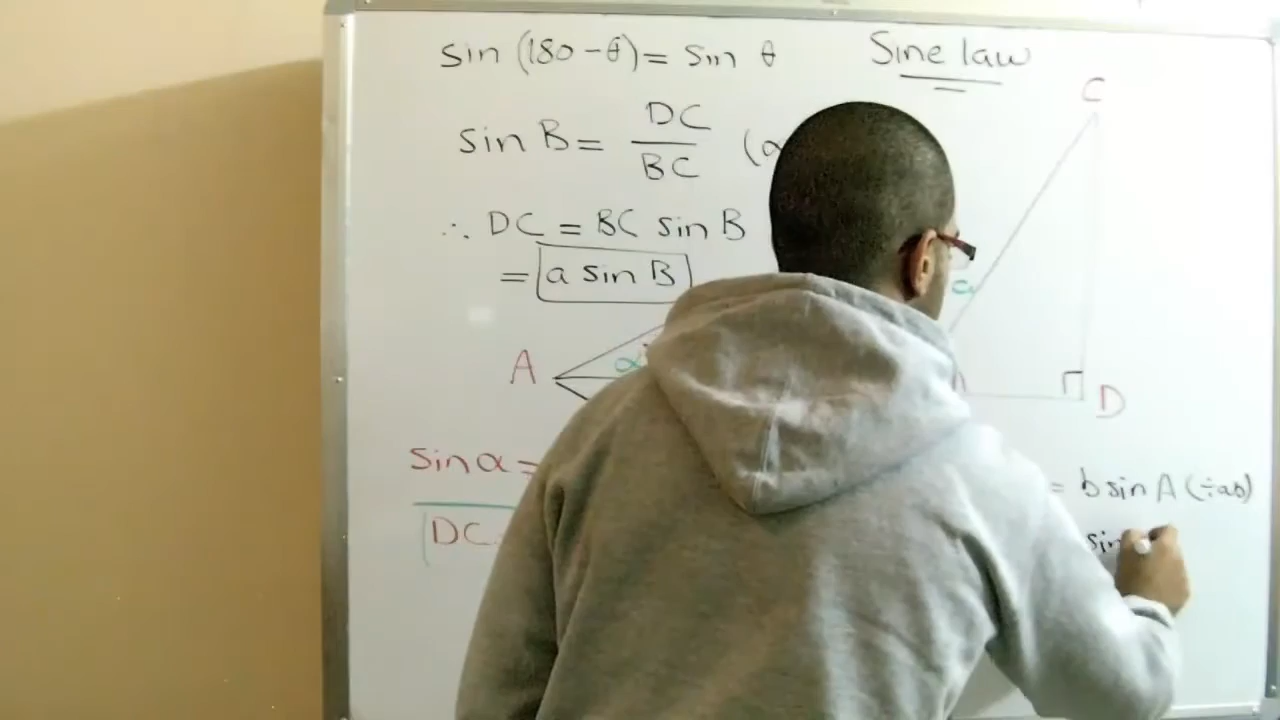 sin (180 - θ) = sin θ
Sine law
C
sin B = DC / BC (α
∴ DC = BC sin B
= a sin B
a
A
α
D
sin α =
= b sin A (÷ab)
DC
sin